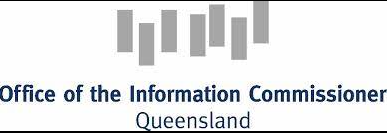 Office of the Information Commissioner
Queensland